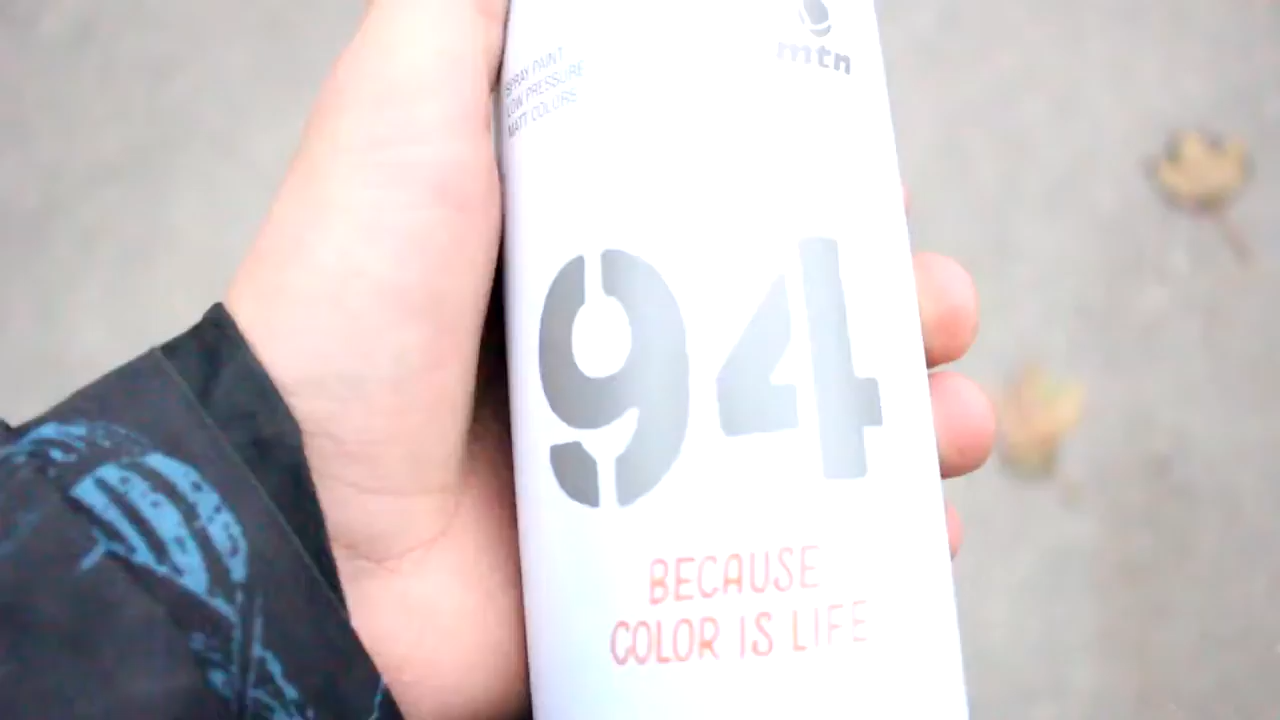 mtn
SPRAY PAINT
LOW PRESSURE
MATT COLORS
94
BECAUSE
COLOR IS LIFE